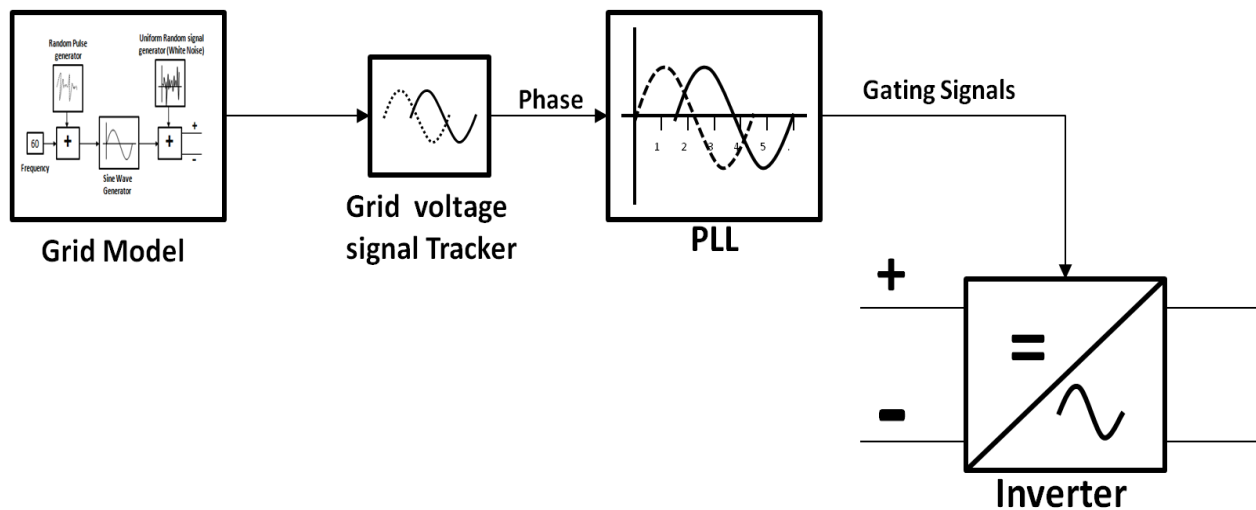 Random Pulse
generator
Uniform Random signal
generator (White Noise)
+
-
60
+
+
Frequency
Sine Wave
Generator
Grid Model
Grid voltage
signal Tracker
Phase
1 2 3 4 5 .
PLL
Gating Signals
+
-
=
Inverter